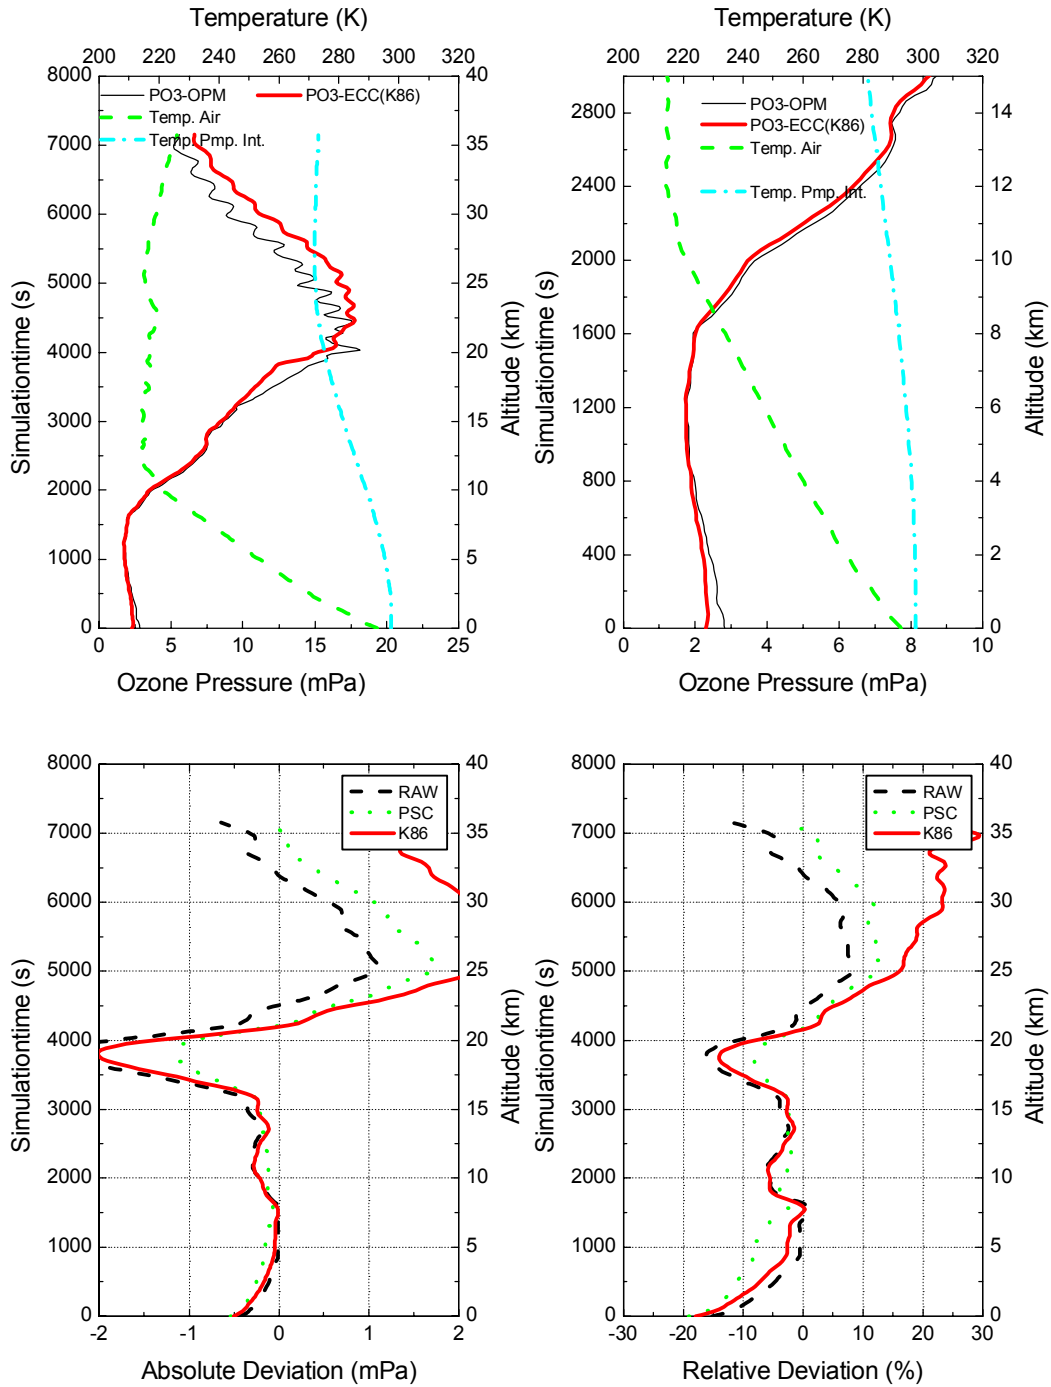 Temperature (K)
200 220 240 260 280 300 320
8000
7000
6000
5000
4000
3000
2000
1000
0
Simulationtime (s)
40
35
30
25
20
15
10
5
0
Altitude (km)
PO3-OPM PO3-ECC(K86)
Temp. Air
Temp. Pmp. Int.
0 5 10 15 20 25
Ozone Pressure (mPa)
Temperature (K)
200 220 240 260 280 300 320
2800
2400
2000
1600
1200
800
400
0
Simulationtime (s)
14
12
10
8
6
4
2
0
Altitude (km)
PO3-OPM
PO3-ECC(K86)
Temp. Air
Temp. Pmp. Int.
0 2 4 6 8 10
Ozone Pressure (mPa)
8000
7000
6000
5000
4000
3000
2000
1000
0
Simulationtime (s)
40
35
30
25
20
15
10
5
0
Altitude (km)
RAW
PSC
K86
-2 -1 0 1 2
Absolute Deviation (mPa)
8000
7000
6000
5000
4000
3000
2000
1000
0
Simulationtime (s)
40
35
30
25
20
15
10
5
0
Altitude (km)
RAW
PSC
K86
-30 -20 -10 0 10 20 30
Relative Deviation (%)